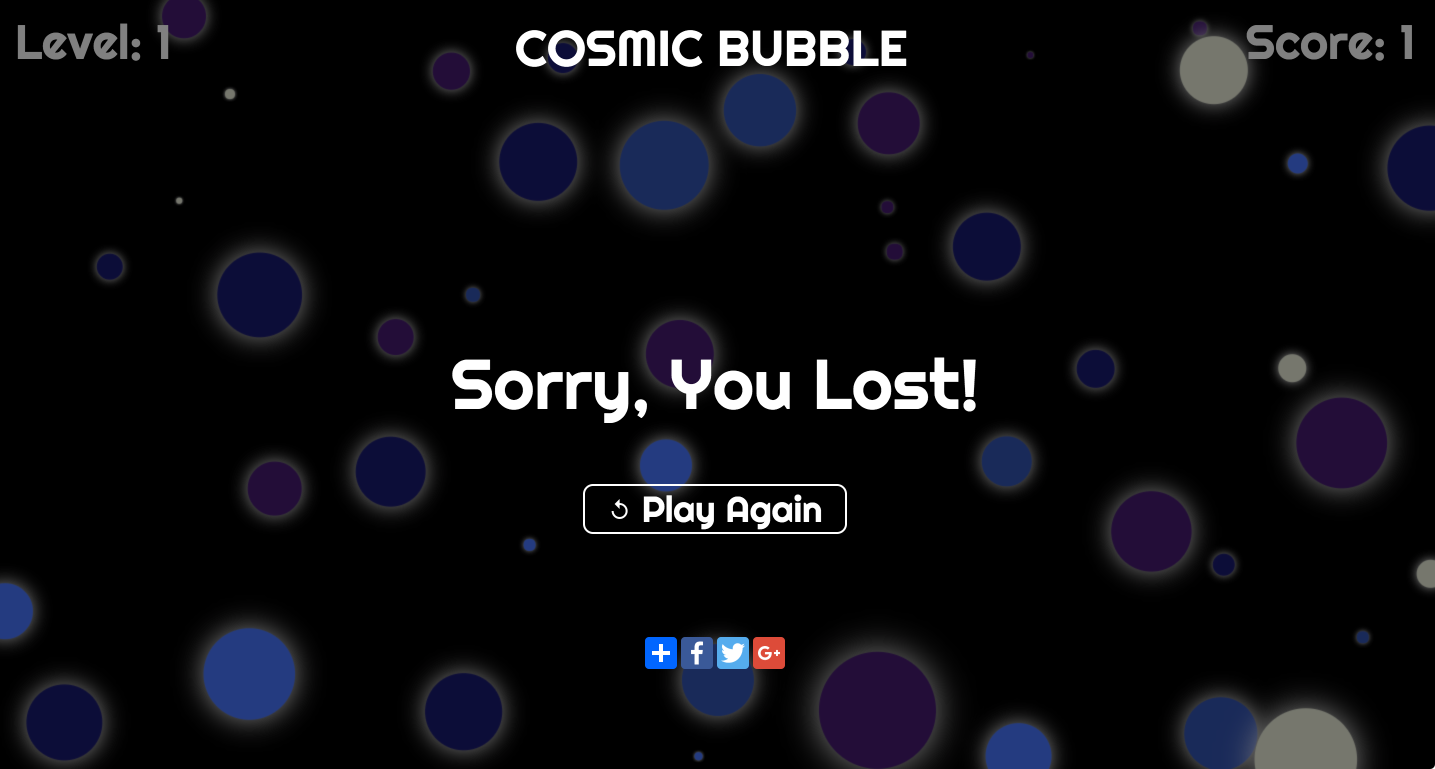 Level: 1
COSMIC BUBBLE
Score: 1
Sorry, You Lost!
Play Again
G+